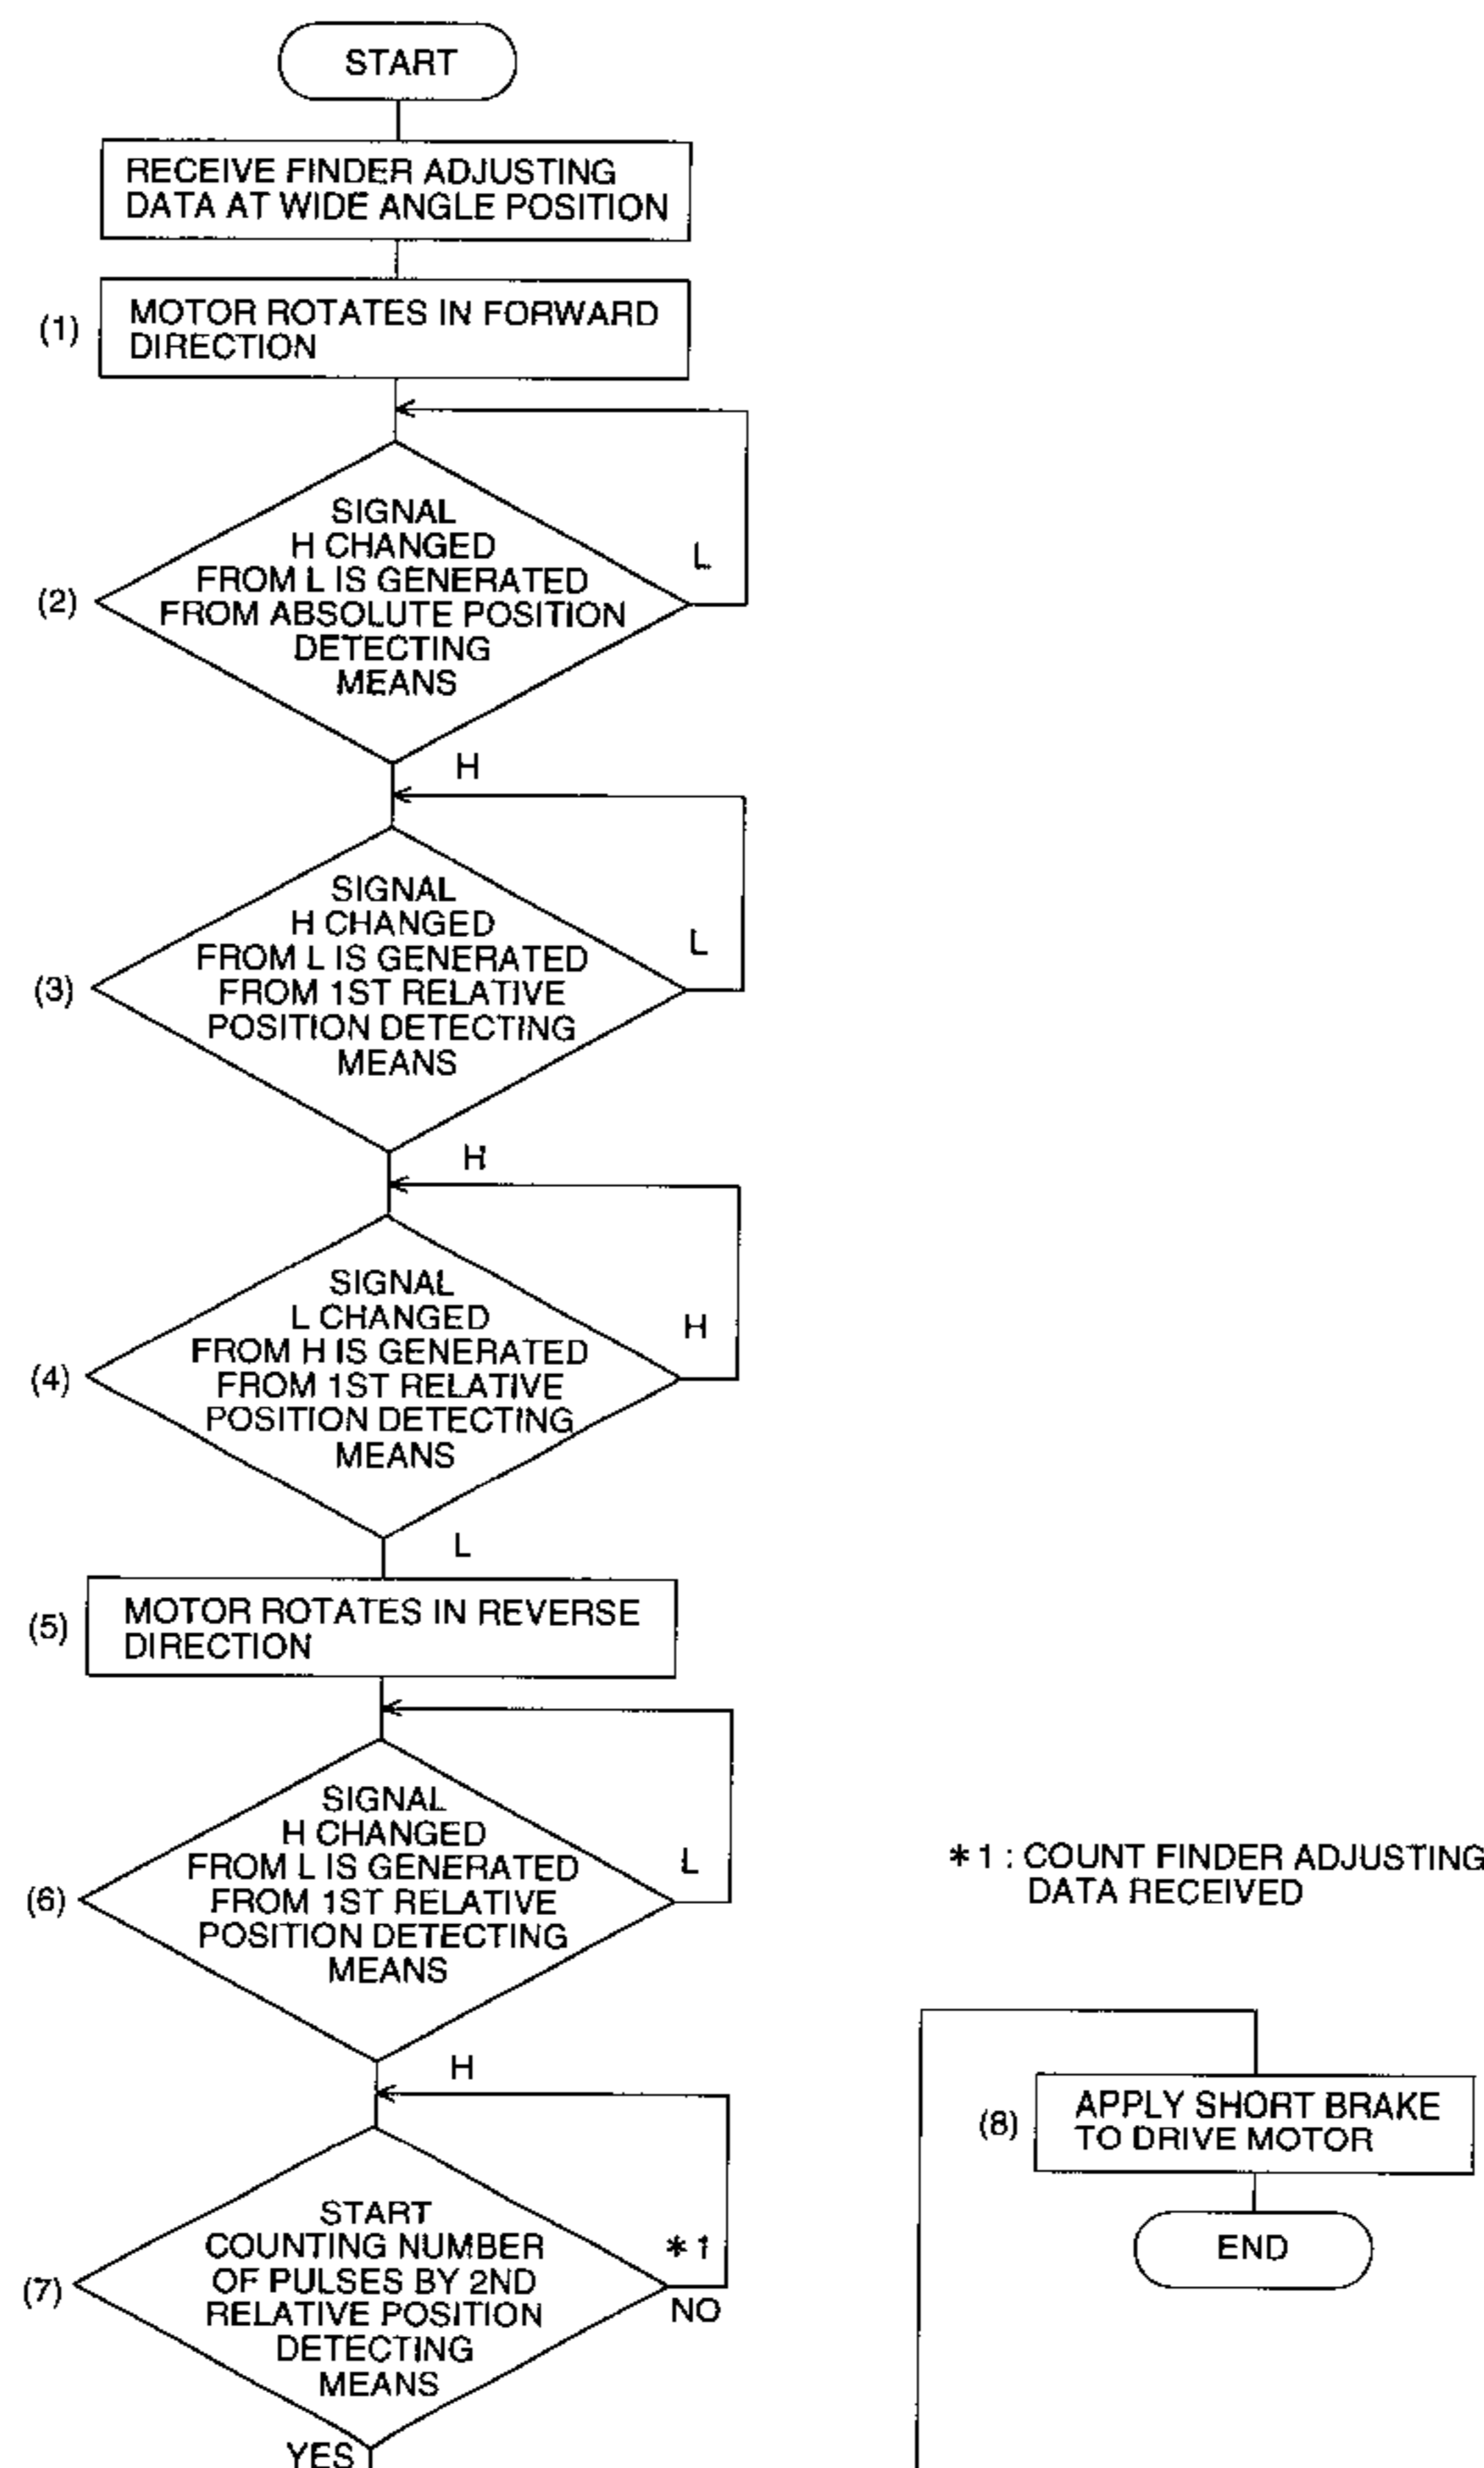 START
RECEIVE FINDER ADJUSTING
DATA AT WIDE ANGLE POSITION
(1)
MOTOR ROTATES IN FORWARD
DIRECTION
(2)
SIGNAL
H CHANGED
FROM L IS GENERATED
FROM ABSOLUTE POSITION
DETECTING
MEANS
L
H
(3)
SIGNAL
H CHANGED
FROM L IS GENERATED
FROM 1ST RELATIVE
POSITION DETECTING
MEANS
L
H
(4)
SIGNAL
L CHANGED
FROM H IS GENERATED
FROM 1ST RELATIVE
POSITION DETECTING
MEANS
H
L
(5)
MOTOR ROTATES IN REVERSE
DIRECTION
(6)
SIGNAL
H CHANGED
FROM L IS GENERATED
FROM 1ST RELATIVE
POSITION DETECTING
MEANS
L
H
(7)
START
COUNTING NUMBER
OF PULSES BY 2ND
RELATIVE POSITION
DETECTING
MEANS
*1
NO
YES
*1 : COUNT FINDER ADJUSTING
DATA RECEIVED
(8)
APPLY SHORT BRAKE
TO DRIVE MOTOR
END